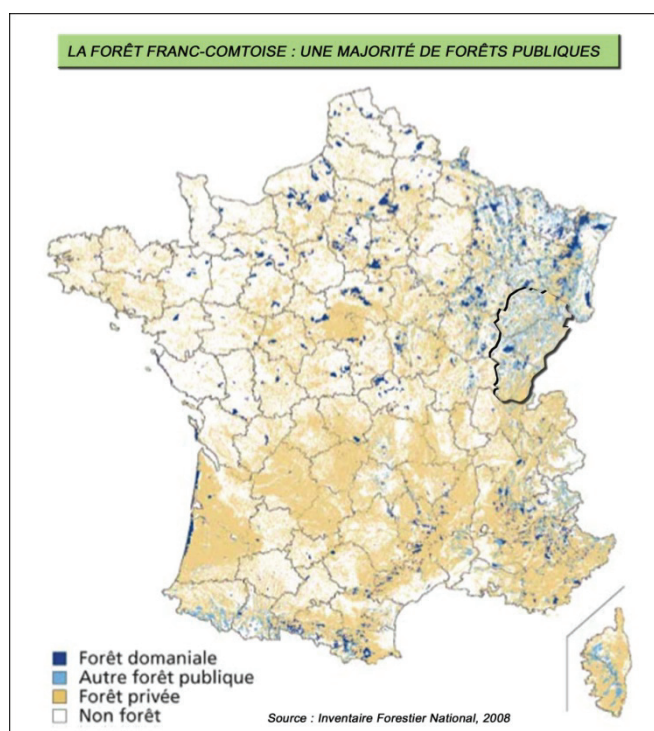 LA FORÊT FRANC-COMTOISE : UNE MAJORITÉ DE FORÊTS PUBLIQUES
Forêt domaniale
Autre forêt publique
Forêt privée
Non forêt
Source : Inventaire Forestier National, 2008